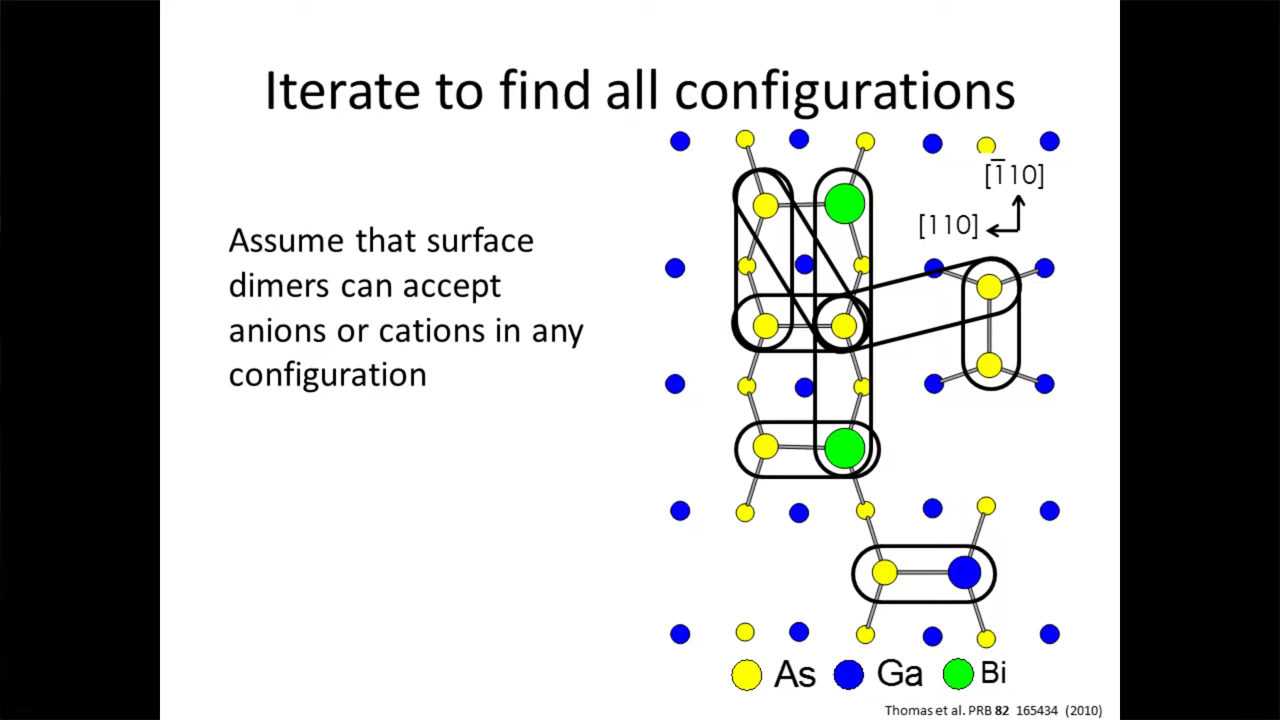 Iterate to find all configurations
Assume that surface
dimers can accept
anions or cations in any
configuration
[1̅10]
[110]
As Ga Bi
Thomas et al. PRB 82 165434 (2010)